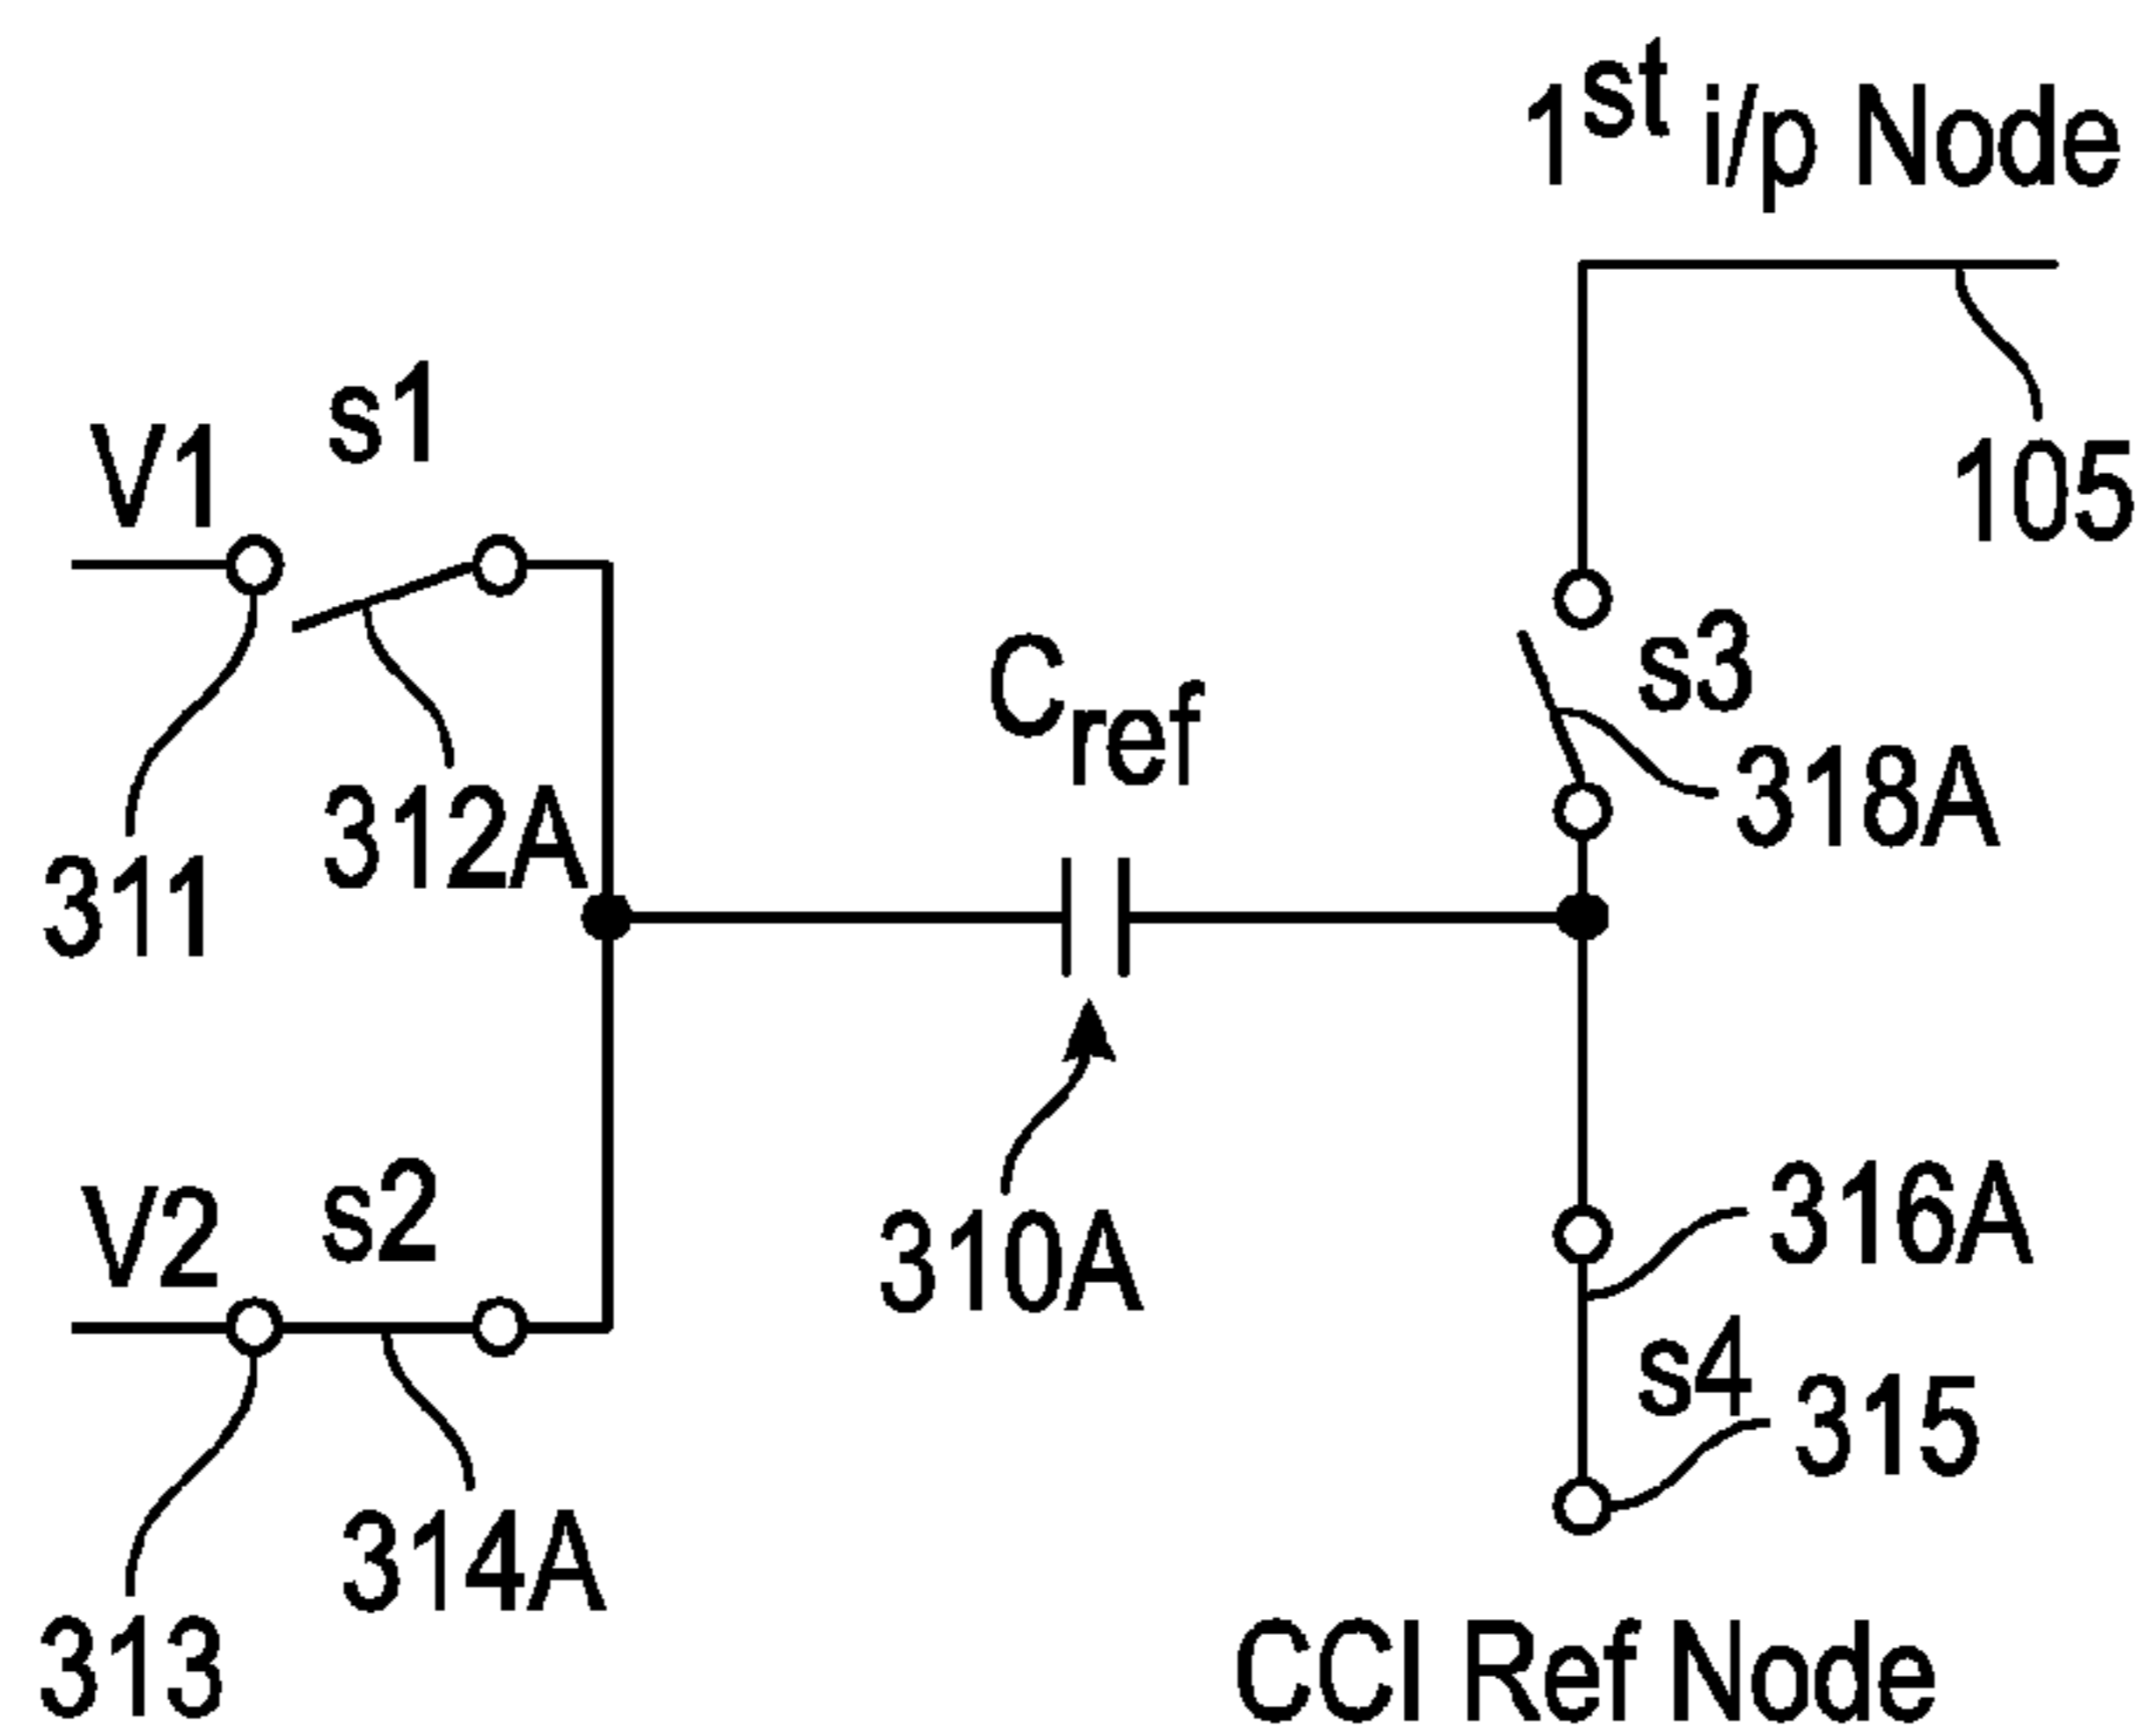 1st i/p Node
105
s1
V1
s3
Cref
318A
312A
311
316A
V2
s2
310A
s4
315
314A
313
CCI Ref Node